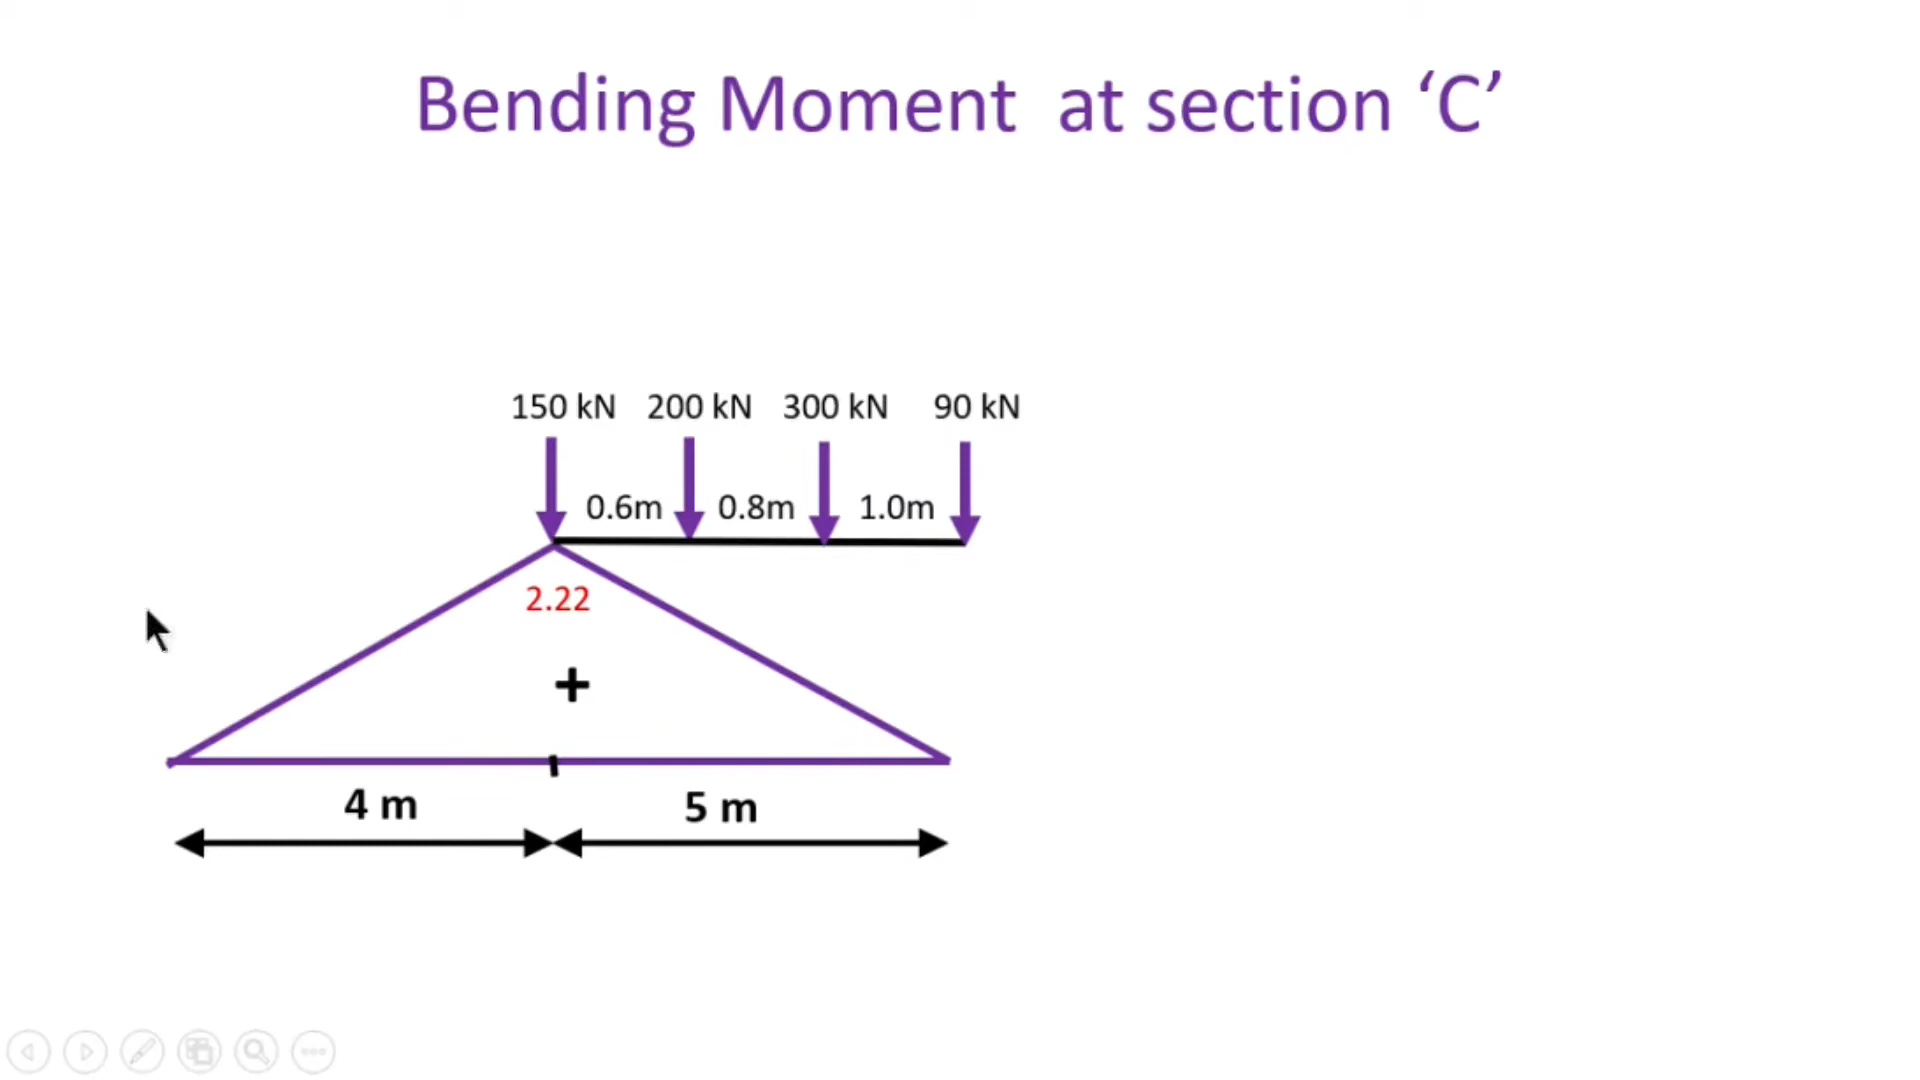 Bending Moment at section ‘C’
150 kN 200 kN 300 kN 90 kN
0.6m 0.8m 1.0m
2.22
+
4 m 5 m